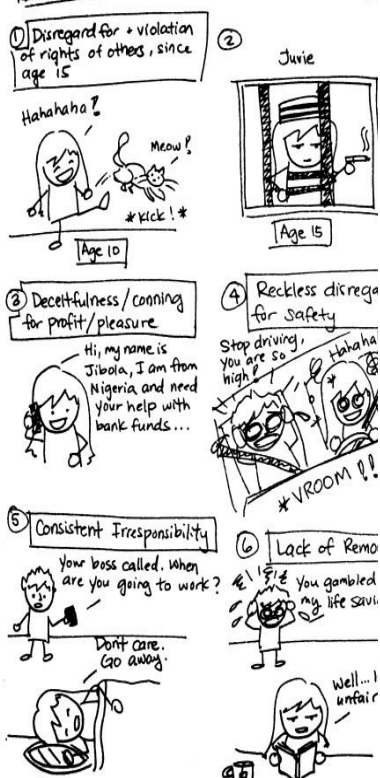 ① Disregard for + violation
of rights of others, since
age 15
Hahahaha!
Meow!
*Kick!*
Age 10
②
Juvie
Age 15
③ Deceitfulness/conning
for profit/pleasure
Hi, my name is
Jibola, I am from
Nigeria and need
your help with
bank funds...
④ Reckless
for safety
Stop driving,
you are so
high!
Hahaha
*VROOM!!
⑤ Consistent Irresponsibility
Your boss called. When
are you going to work?
Don't care.
Go away.
⑥ Lack of
You gambled
my life
Well...
unfair